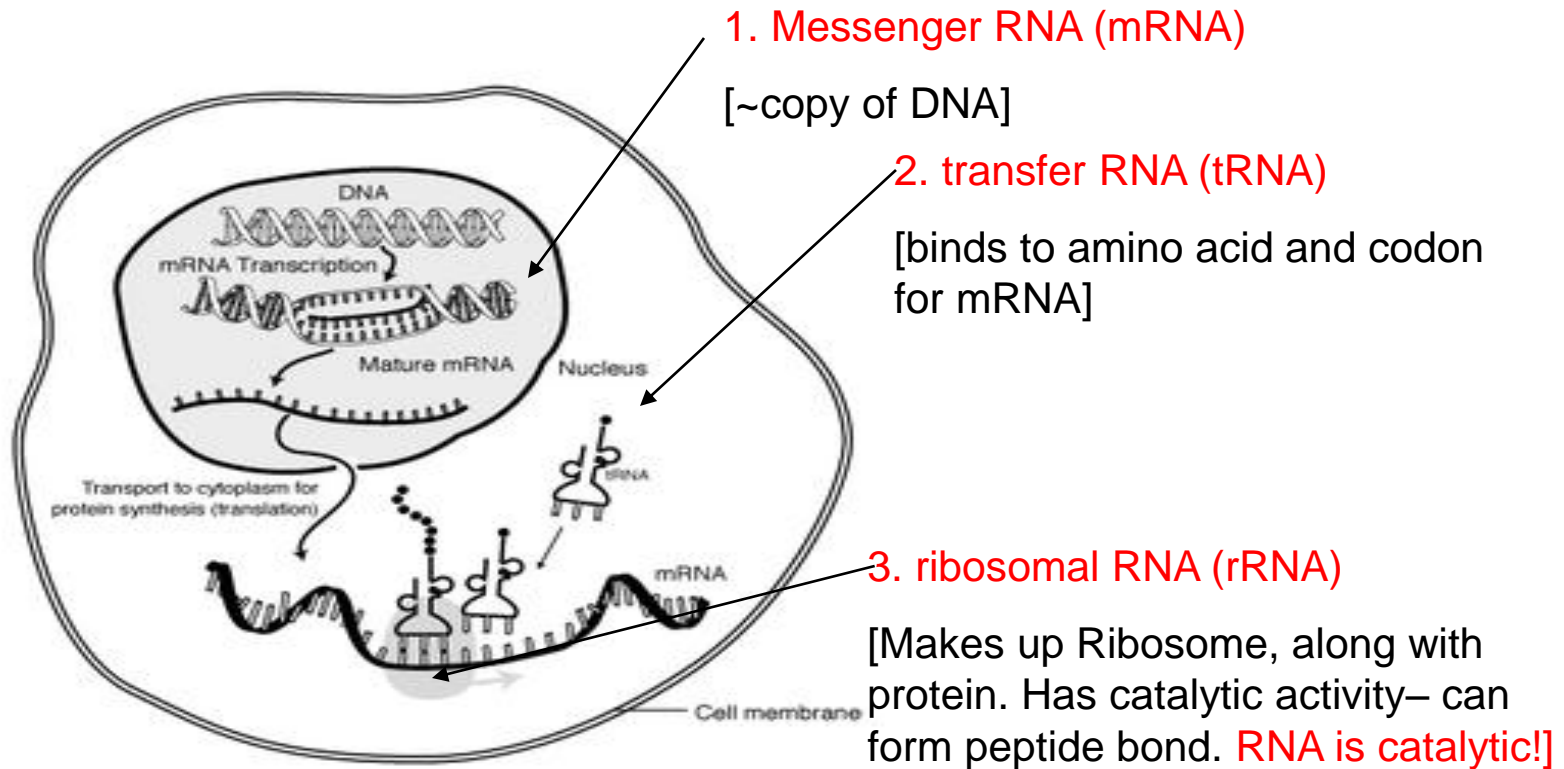 1. Messenger RNA (mRNA)
[~copy of DNA]
2. transfer RNA (tRNA)
[binds to amino acid and codon
for mRNA]
DNA
mRNA Transcription
Mature mRNA
Nucleus
Transport to cytoplasm for
protein synthesis (translation)
tRNA
mRNA
Cell membrane
3. ribosomal RNA (rRNA)
[Makes up Ribosome, along with
protein. Has catalytic activity– can
form peptide bond. RNA is catalytic!]